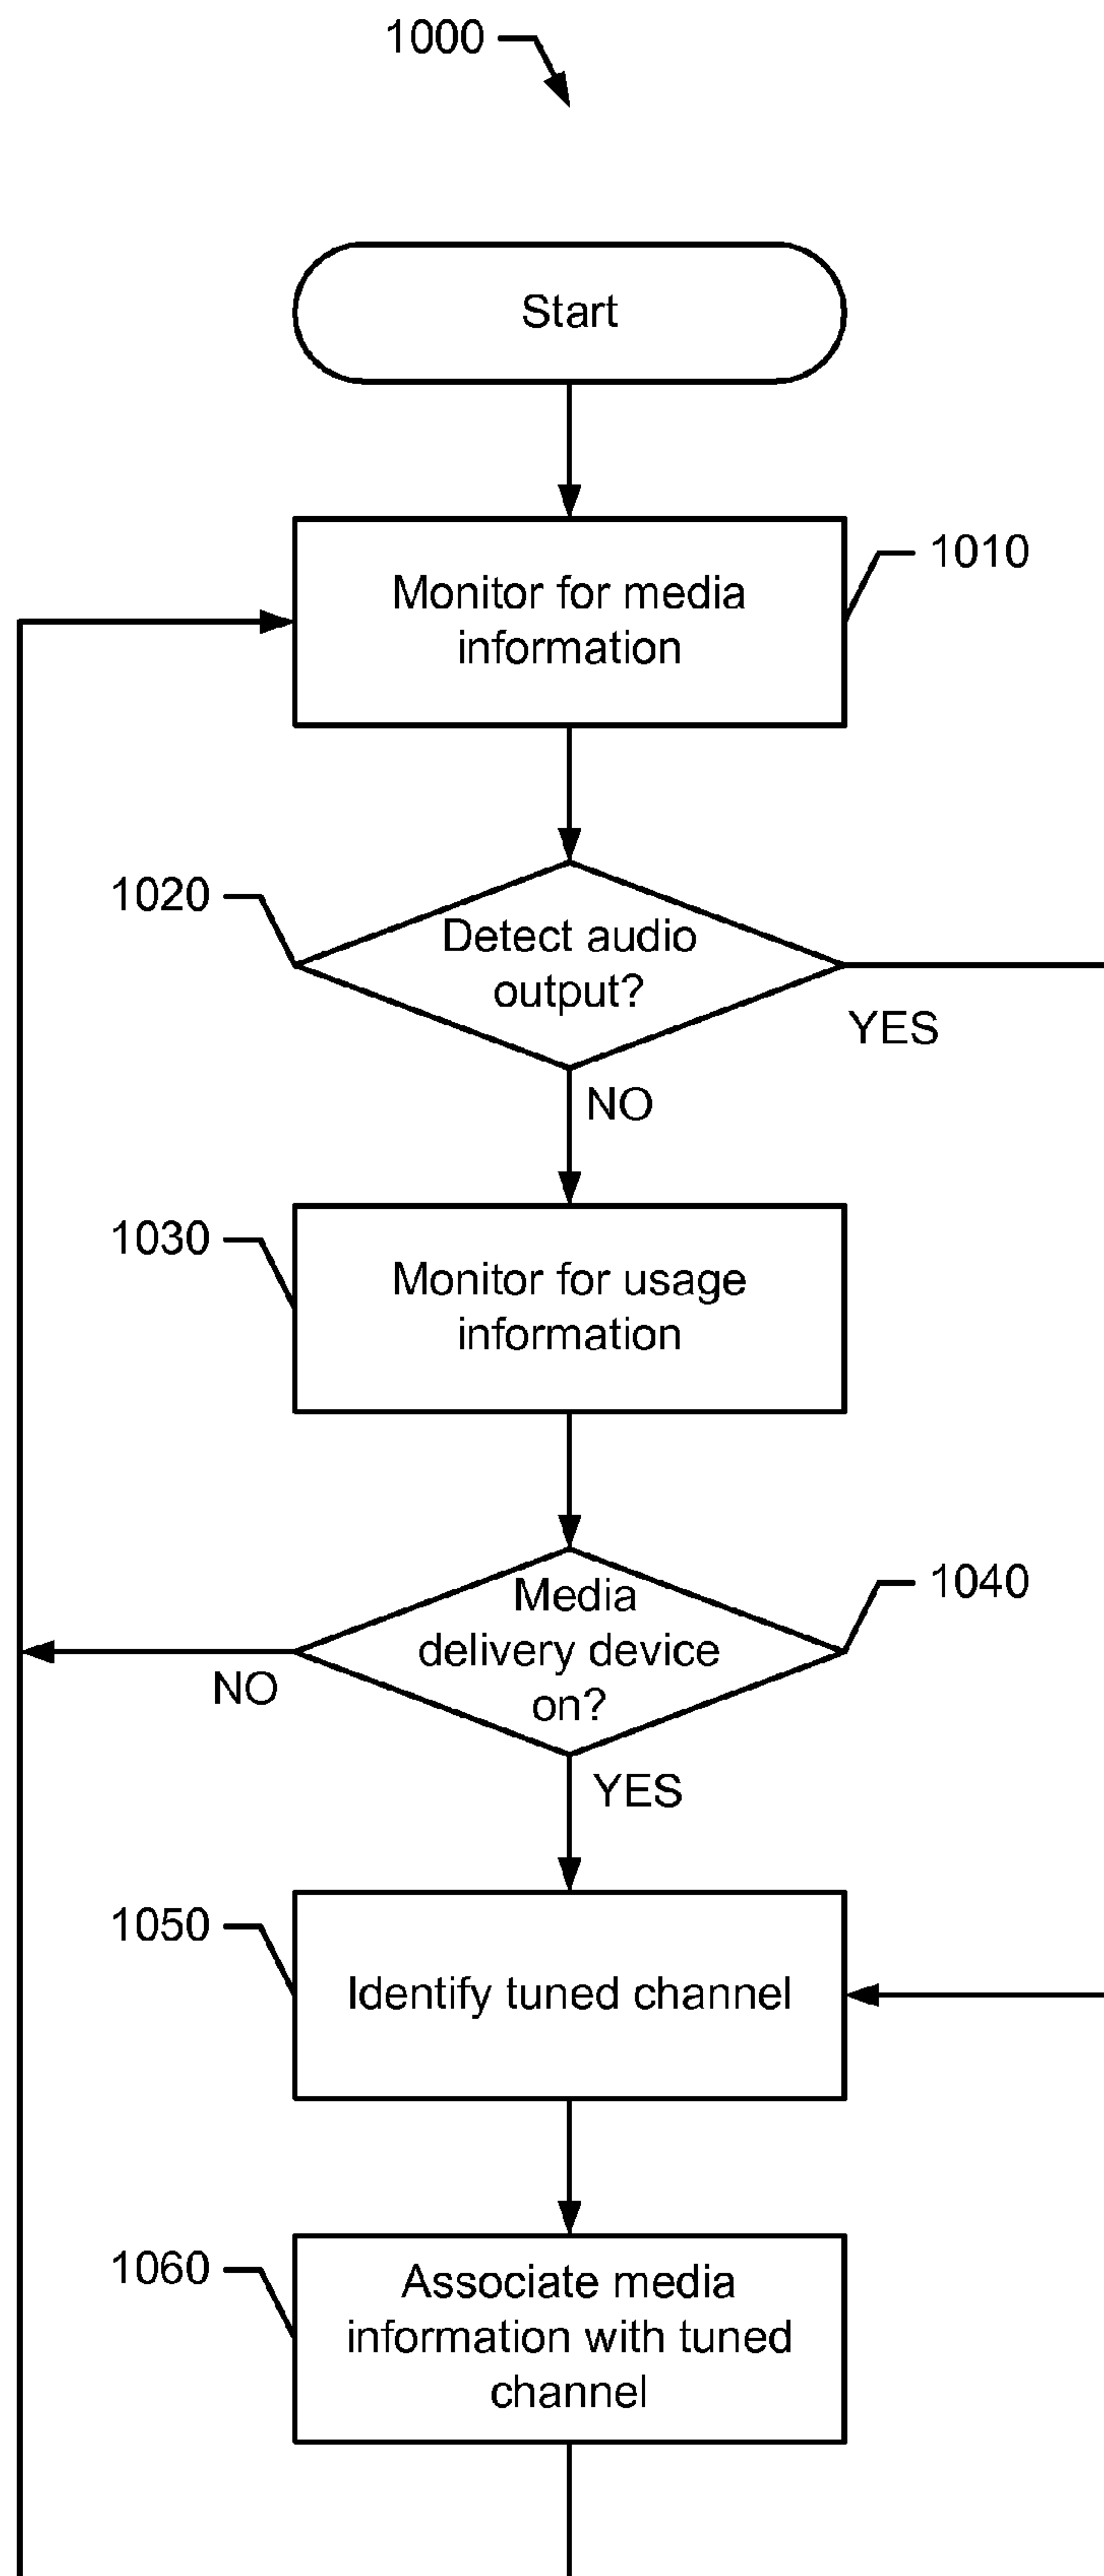 1000
Start
Monitor for media
information
1010
1020
Detect audio
output?
YES
NO
1030
Monitor for usage
information
1040
Media
delivery device
on?
NO
YES
1050
Identify tuned channel
1060
Associate media
information with tuned
channel